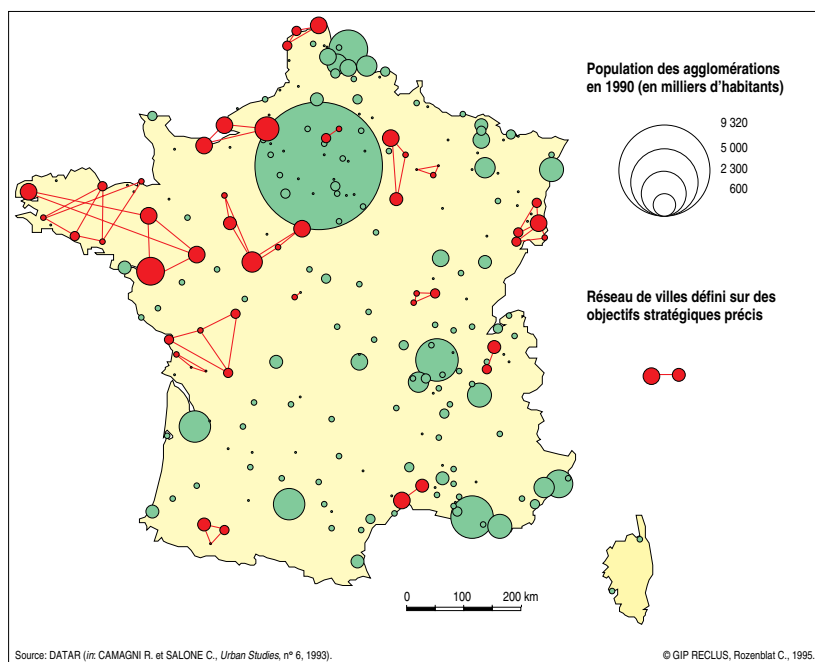 Population des agglomérations
en 1990 (en milliers d'habitants)
9 320
5 000
2 300
600
Réseau de villes défini sur des
objectifs stratégiques précis
0 100 200 km
Source: DATAR (in: CAMAGNI R. et SALONE C., Urban Studies, n° 6, 1993).
© GIP RECLUS, Rozenblat C., 1995.